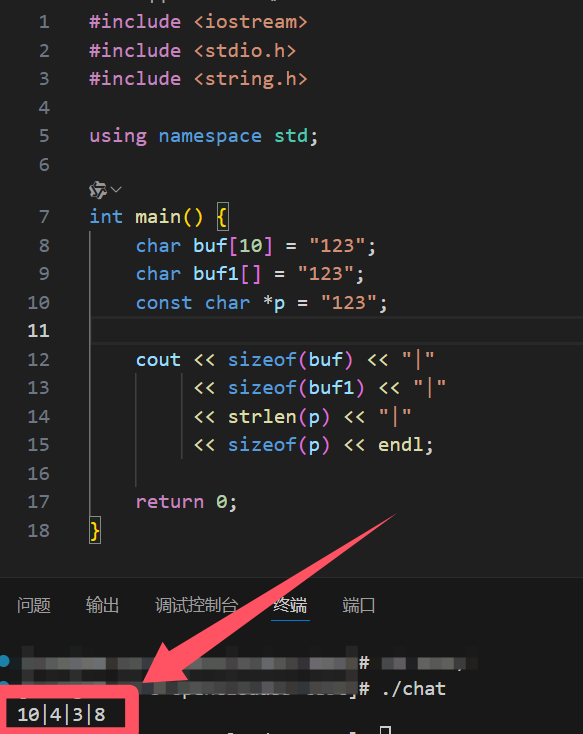 1 #include <iostream>
2 #include <stdio.h>
3 #include <string.h>
4
5 using namespace std;
6
7 int main() {
8 char buf[10] = "123";
9 char buf1[] = "123";
10 const char *p = "123";
11
12 cout << sizeof(buf) << "|"
13 << sizeof(buf1) << "|"
14 << strlen(p) << "|"
15 << sizeof(p) << endl;
16
17 return 0;
18 }
问题 输出 调试控制台 终端 端口
#
]# ./chat
10|4|3|8